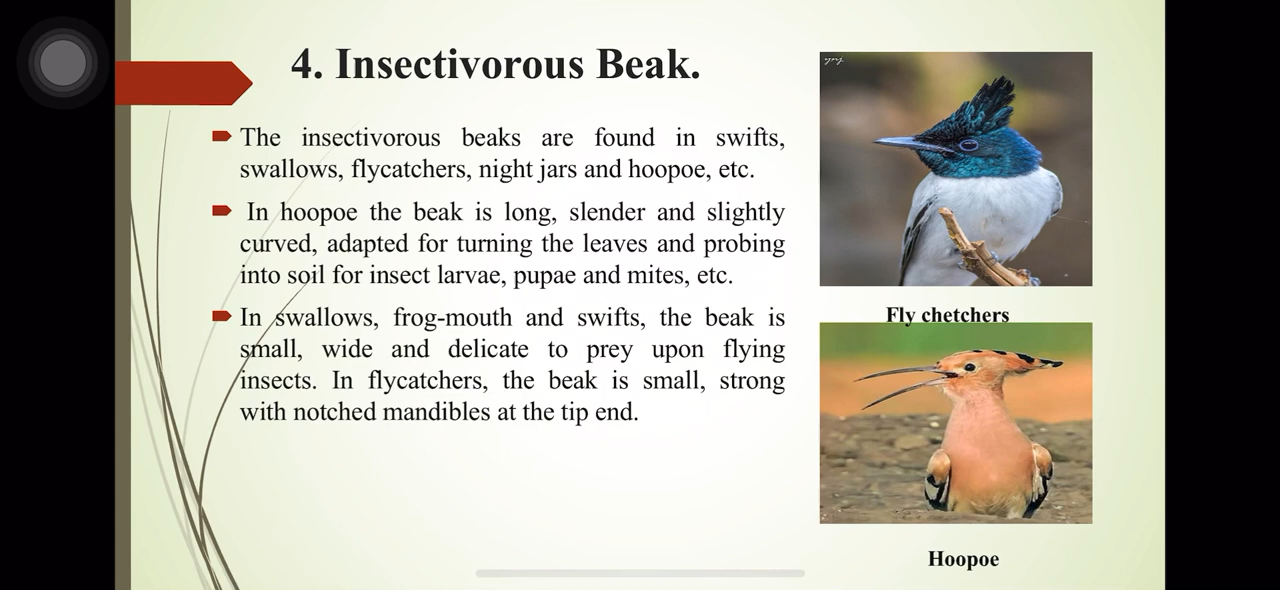 4. Insectivorous Beak.
The insectivorous beaks are found in swifts,
swallows, flycatchers, night jars and hoopoe, etc.
In hoopoe the beak is long, slender and slightly
curved, adapted for turning the leaves and probing
into soil for insect larvae, pupae and mites, etc.
In swallows, frog-mouth and swifts, the beak is
small, wide and delicate to prey upon flying
insects. In flycatchers, the beak is small, strong
with notched mandibles at the tip end.
Fly chetchers
Hoopoe